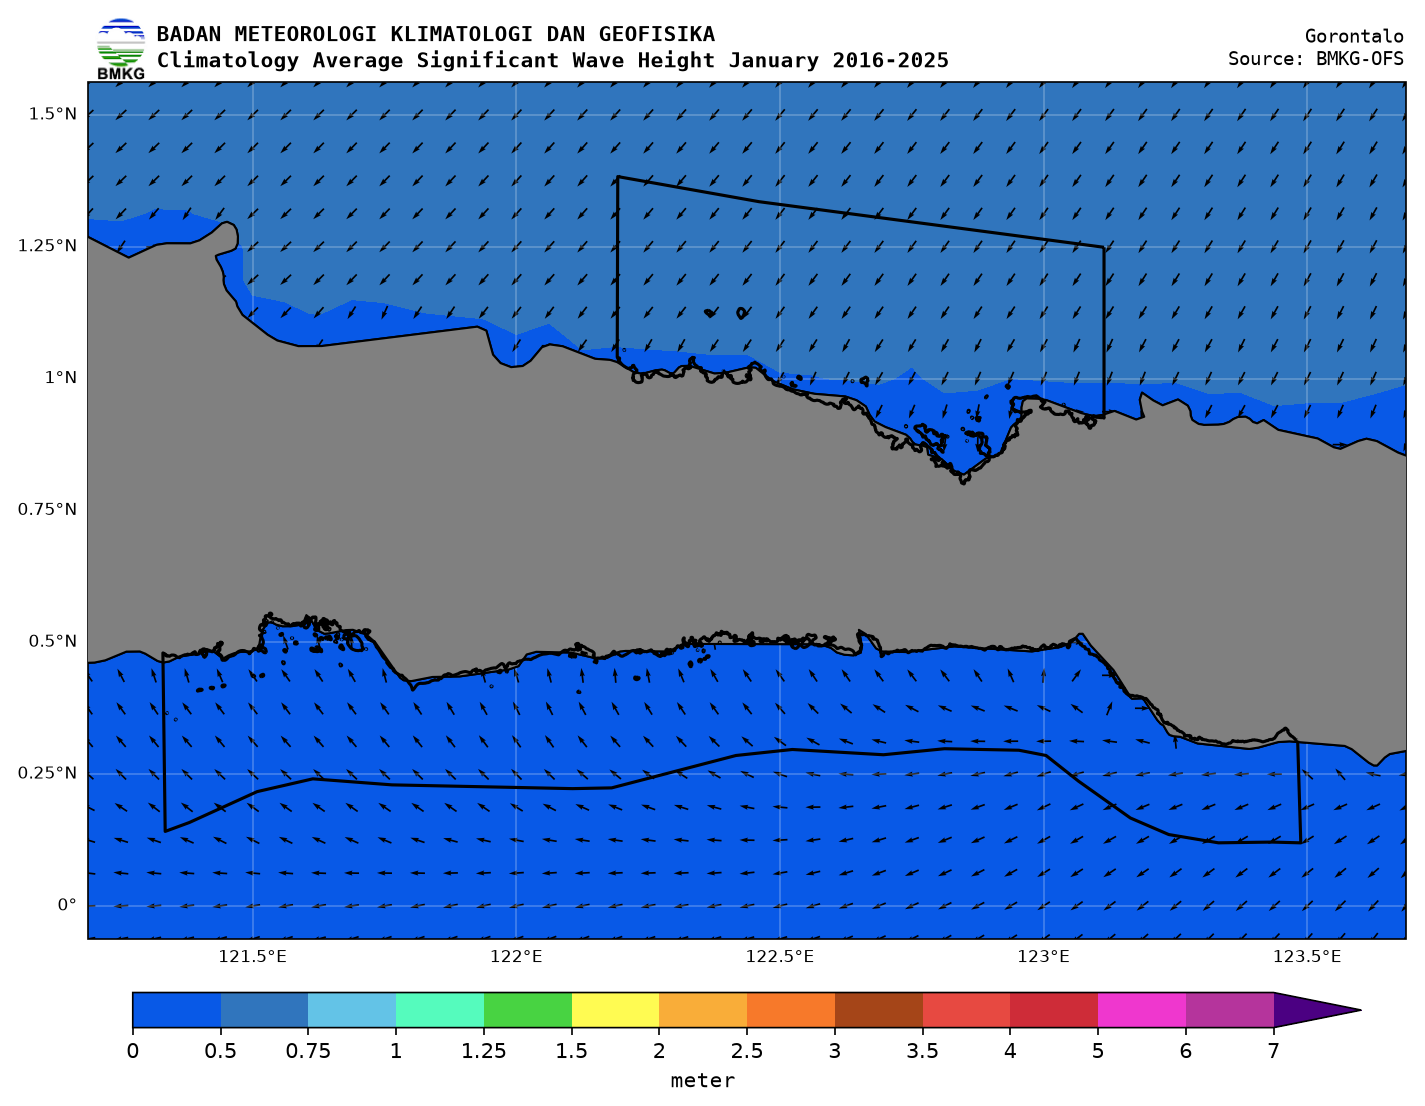 BADAN METEOROLOGI KLIMATOLOGI DAN GEOFISIKA
Climatology Average Significant Wave Height January 2016-2025
BMKG
Gorontalo
Source: BMKG-OFS
1.5°N
1.25°N
1°N
0.75°N
0.5°N
0.25°N
0°
121.5°E 122°E 122.5°E 123°E 123.5°E
0 0.5 0.75 1 1.25 1.5 2 2.5 3 3.5 4 5 6 7
meter